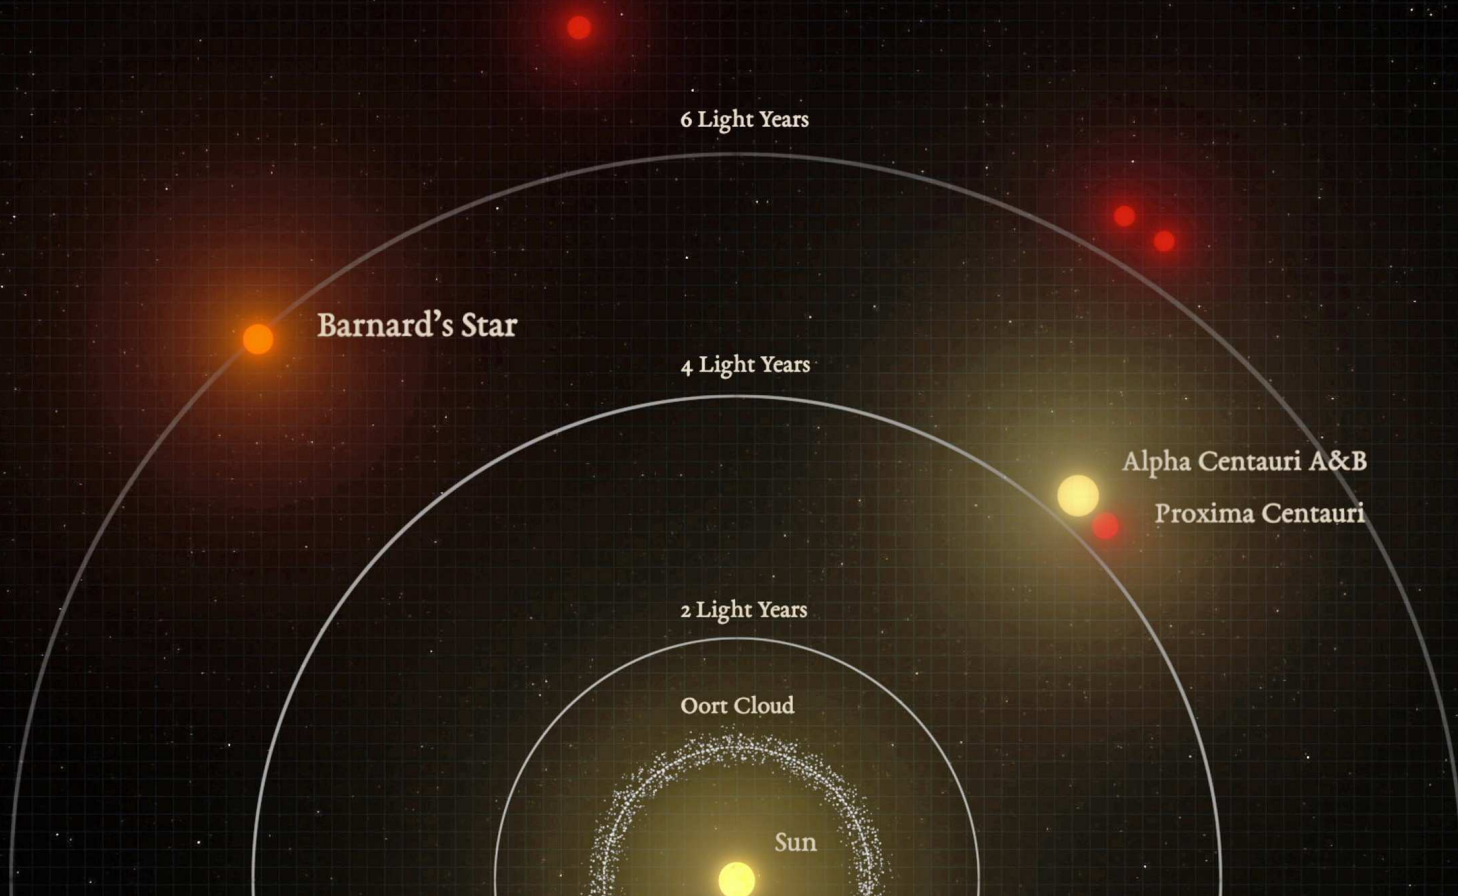 6 Light Years
Barnard's Star
4 Light Years
Alpha Centauri A&B
Proxima Centauri
2 Light Years
Oort Cloud
Sun